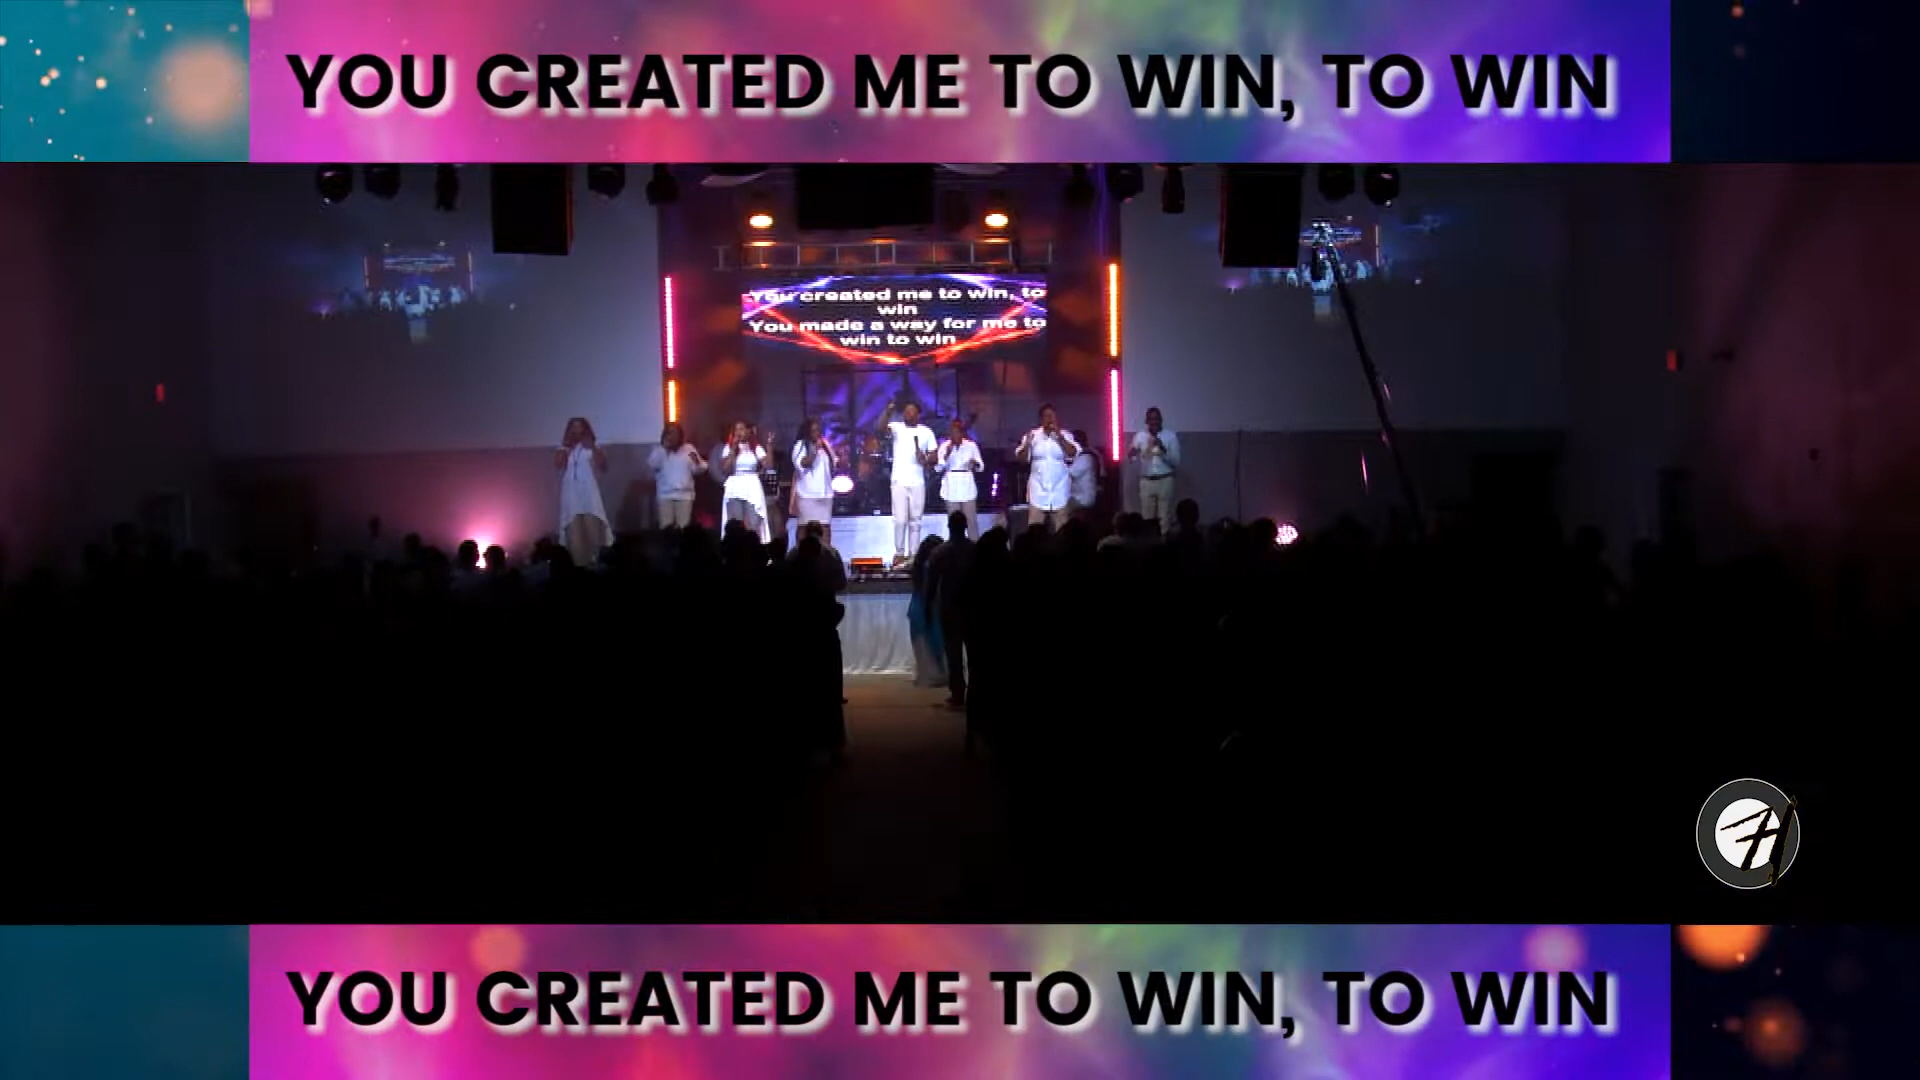 YOU CREATED ME TO WIN, TO WIN
You created me to win, to
win
You made a way for me to
win to win
H
YOU CREATED ME TO WIN, TO WIN